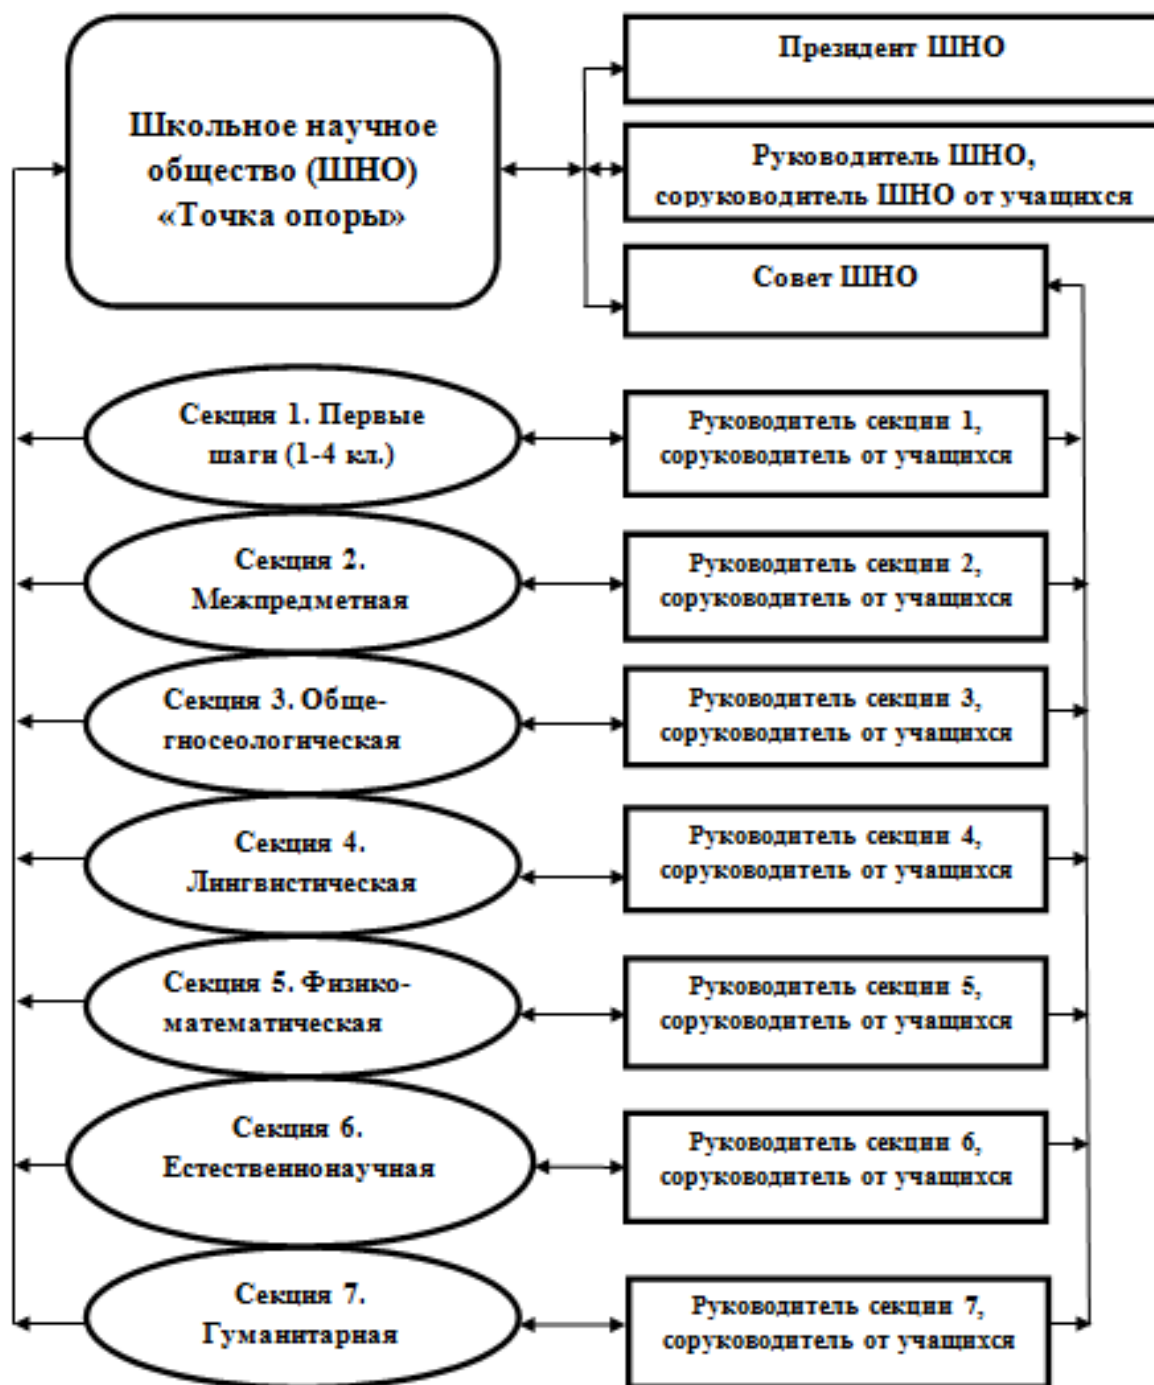 Школьное научное
общество (ШНО)
«Точка опоры»
Президент ШНО
Руководитель ШНО,
соруководитель ШНО от учащихся
Совет ШНО
Секция 1. Первые
шаги (1-4 кл.)
Руководитель секции 1,
соруководитель от учащихся
Секция 2.
Межпредметная
Руководитель секции 2,
соруководитель от учащихся
Секция 3. Обще-
гносеологическая
Руководитель секции 3,
соруководитель от учащихся
Секция 4.
Лингвистическая
Руководитель секции 4,
соруководитель от учащихся
Секция 5. Физико-
математическая
Руководитель секции 5,
соруководитель от учащихся
Секция 6.
Естественнонаучная
Руководитель секции 6,
соруководитель от учащихся
Секция 7.
Гуманитарная
Руководитель секции 7,
соруководитель от учащихся